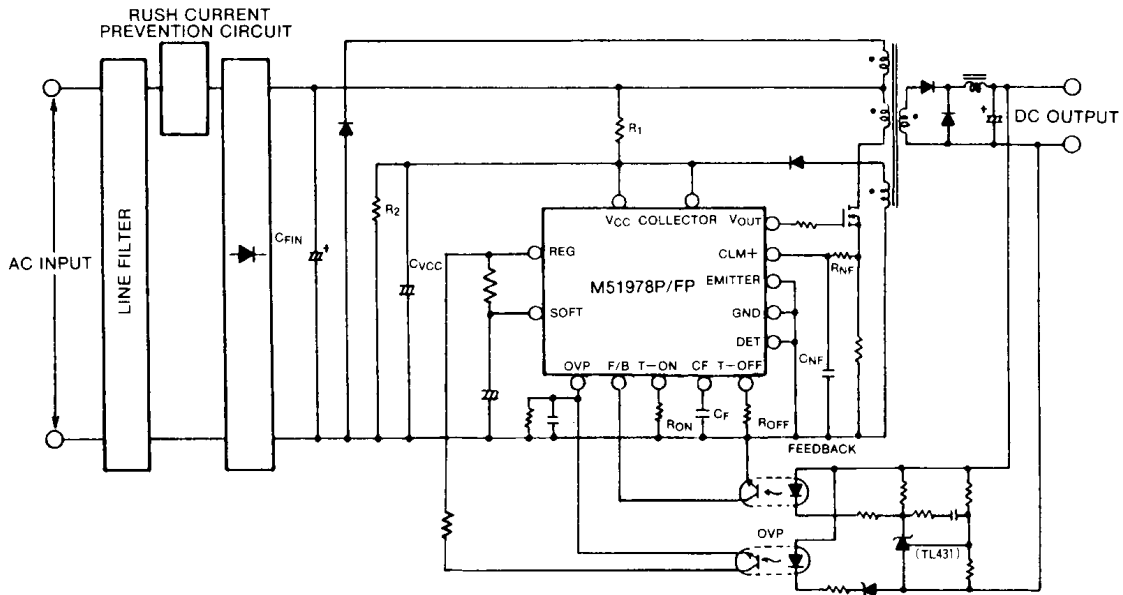 RUSH CURRENT
PREVENTION CIRCUIT
AC INPUT
LINE FILTER
CFIN
+
R1
R2
CVCC
VCC COLLECTOR VOUT
REG
CLM+
RNF
M51978P/FP
EMITTER
SOFT
GND
DET
CNF
OVP F/B T-ON CF T-OFF
RON
CF
ROFF
+
DC OUTPUT
FEEDBACK
OVP
(TL431)